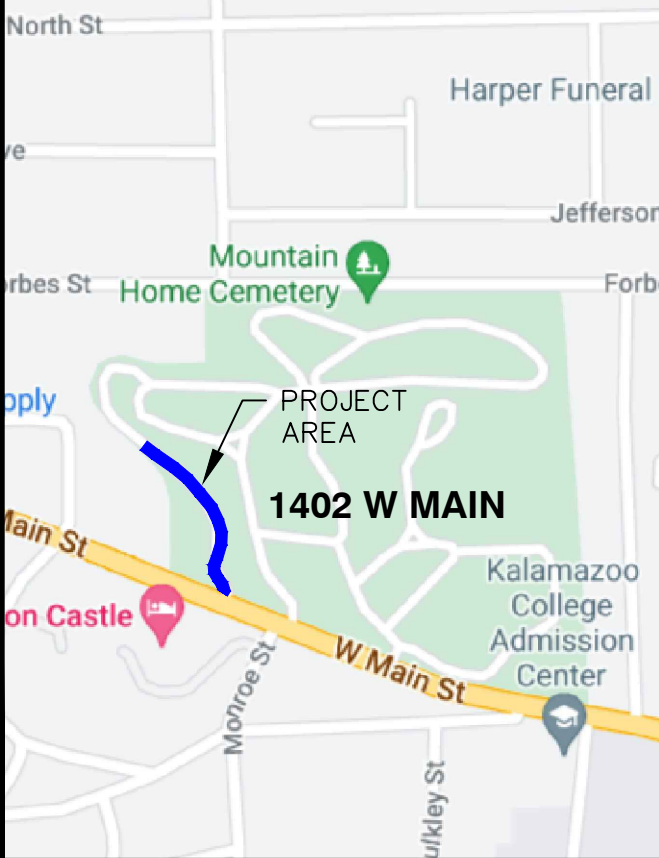 North St
Harper Funeral
ve
Jefferson
Mountain
Home Cemetery
orbes St
Forb
pply
PROJECT
AREA
1402 W MAIN
Main St
Kalamazoo
College
Admission
Center
on Castle
W Main St
Monroe St
ulkley St